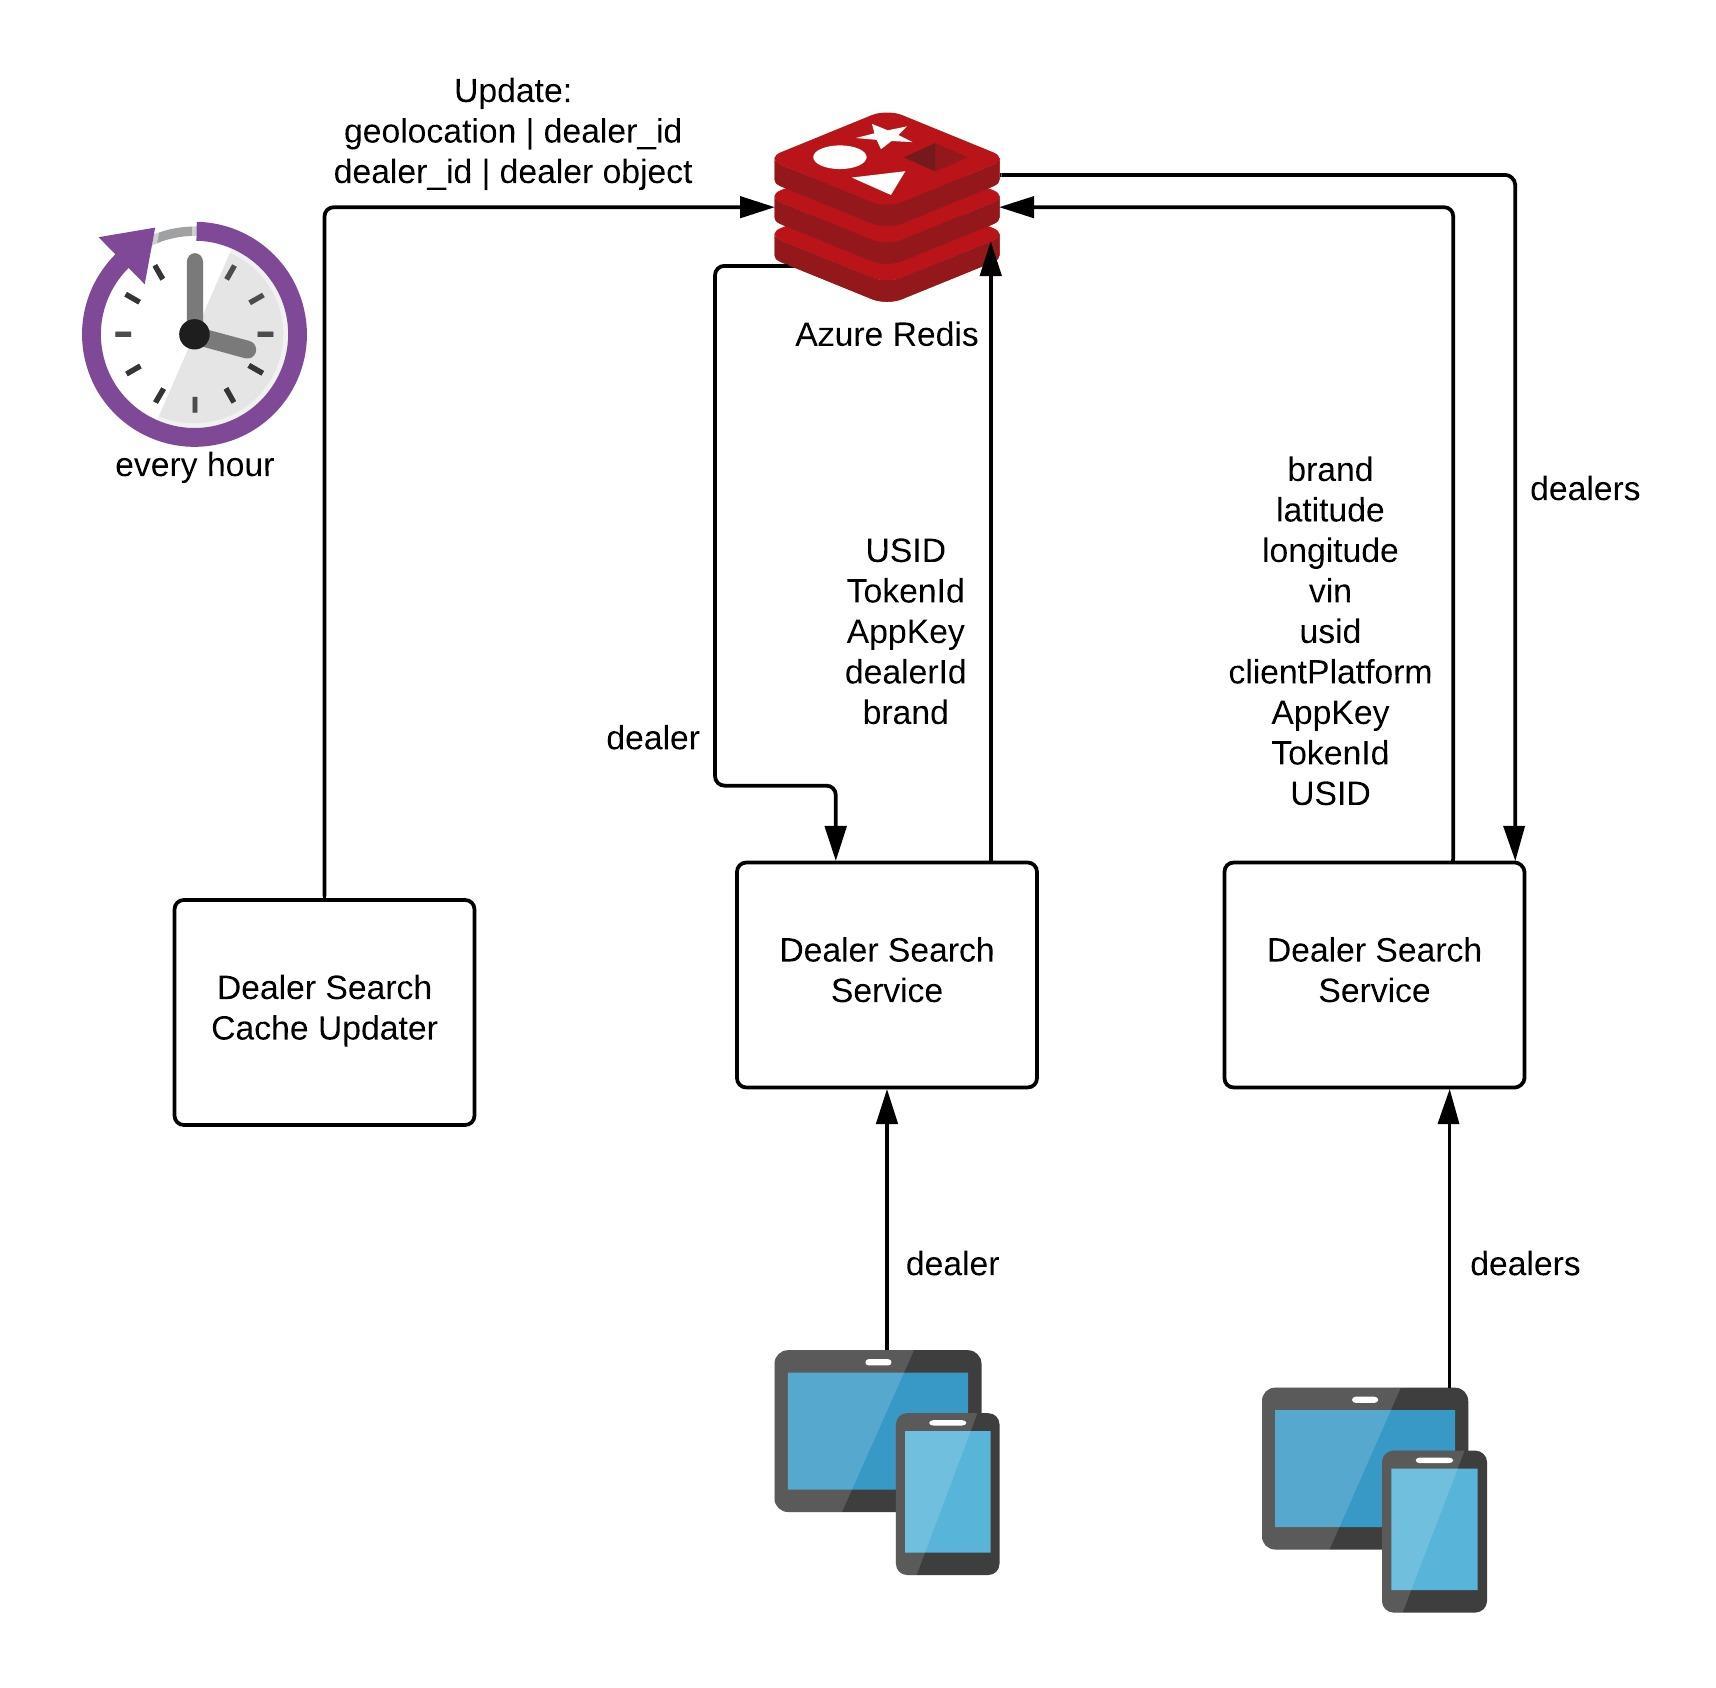 Update:
geolocation | dealer_id
dealer_id | dealer object
every hour
Azure Redis
dealer
USID
TokenId
AppKey
dealerId
brand
brand
latitude
longitude
vin
usid
clientPlatform
AppKey
TokenId
USID
dealers
Dealer Search
Cache Updater
Dealer Search
Service
Dealer Search
Service
dealer
dealers